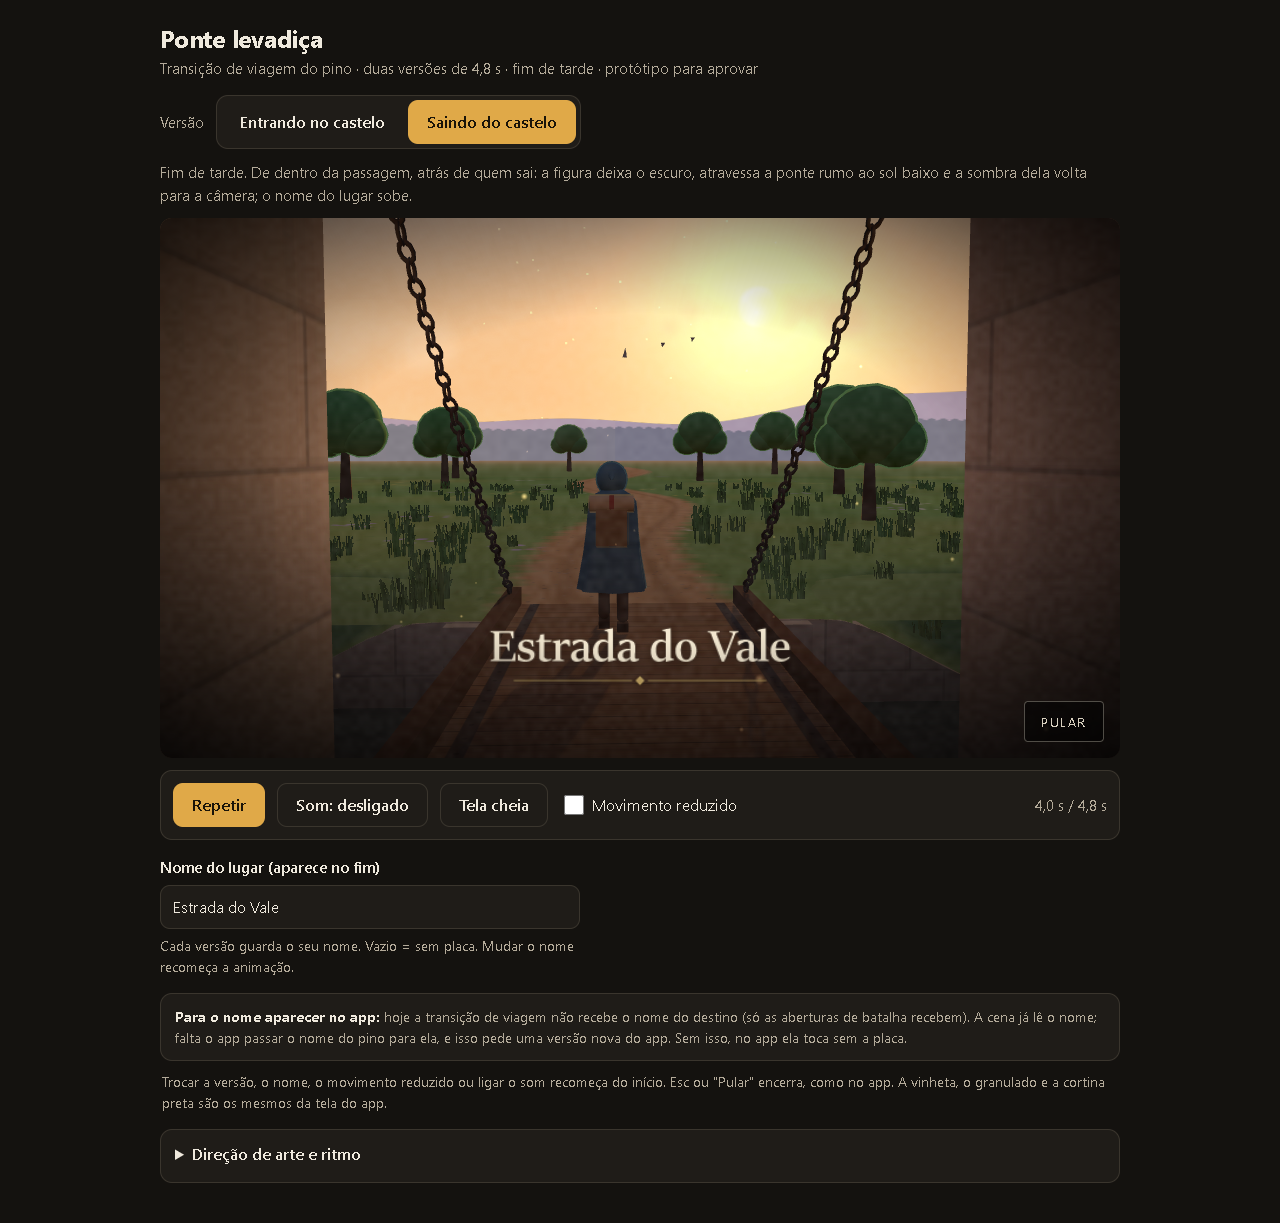 Ponte levadiça
Transição de viagem do pino · duas versões de 4,8 s · fim de tarde · protótipo para aprovar
Versão
Entrando no castelo
Saindo do castelo
Fim de tarde. De dentro da passagem, atrás de quem sai: a figura deixa o escuro, atravessa a ponte rumo ao sol baixo e a sombra dela volta
para a câmera; o nome do lugar sobe.
Estrada do Vale
PULAR
Repetir
Som: desligado
Tela cheia
Movimento reduzido
4,0 s / 4,8 s
Nome do lugar (aparece no fim)
Estrada do Vale
Cada versão guarda o seu nome. Vazio = sem placa. Mudar o nome
recomeça a animação.
Para o nome aparecer no app: hoje a transição de viagem não recebe o nome do destino (só as aberturas de batalha recebem). A cena já lê o nome;
falta o app passar o nome do pino para ela, e isso pede uma versão nova do app. Sem isso, no app ela toca sem a placa.
Trocar a versão, o nome, o movimento reduzido ou ligar o som recomeça do início. Esc ou "Pular" encerra, como no app. A vinheta, o granulado e a cortina
preta são os mesmos da tela do app.
Direção de arte e ritmo